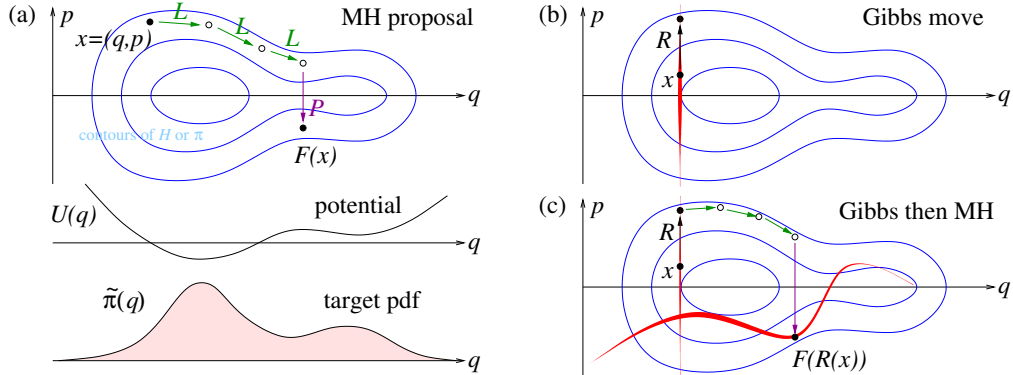 (a)
p
L
L
L
MH proposal
x=(q,p)
q
P
contours of H or π
F(x)
U(q)
potential
q
π̃(q)
target pdf
q
(b)
p
Gibbs move
R
x
q
(c)
p
Gibbs then MH
R
x
q
F(R(x))